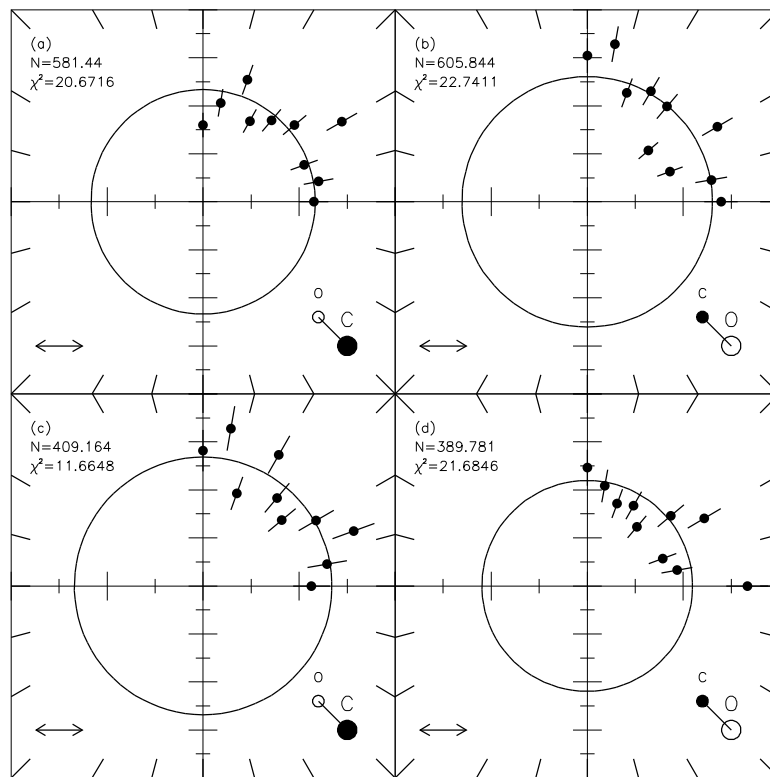 (a)
N=581.44
χ²=20.6716
O
C
(b)
N=605.844
χ²=22.7411
C
O
(c)
N=409.164
χ²=11.6648
O
C
(d)
N=389.781
χ²=21.6846
C
O